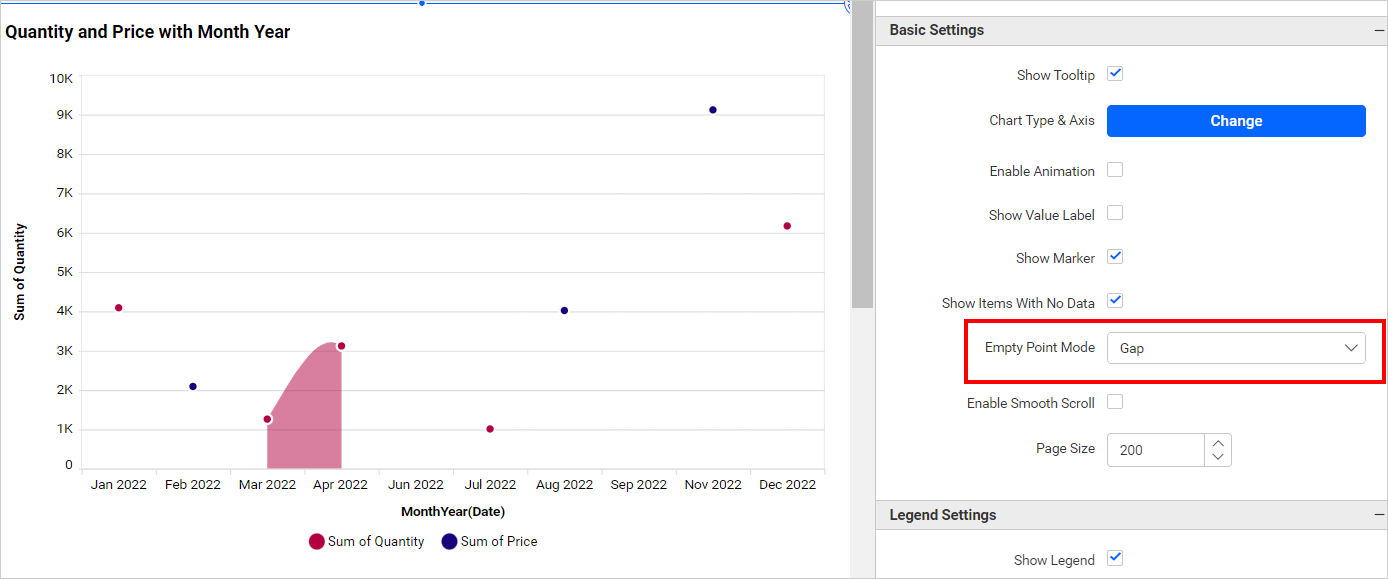 Quantity and Price with Month Year
10K
9K
8K
7K
6K
5K
4K
3K
2K
1K
0
Sum of Quantity
Jan 2022 Feb 2022 Mar 2022 Apr 2022 Jun 2022 Jul 2022 Aug 2022 Sep 2022 Nov 2022 Dec 2022
MonthYear(Date)
Sum of Quantity Sum of Price
Basic Settings
Show Tooltip
Chart Type & Axis Change
Enable Animation
Show Value Label
Show Marker
Show Items With No Data
Empty Point Mode Gap
Enable Smooth Scroll
Page Size 200
Legend Settings
Show Legend